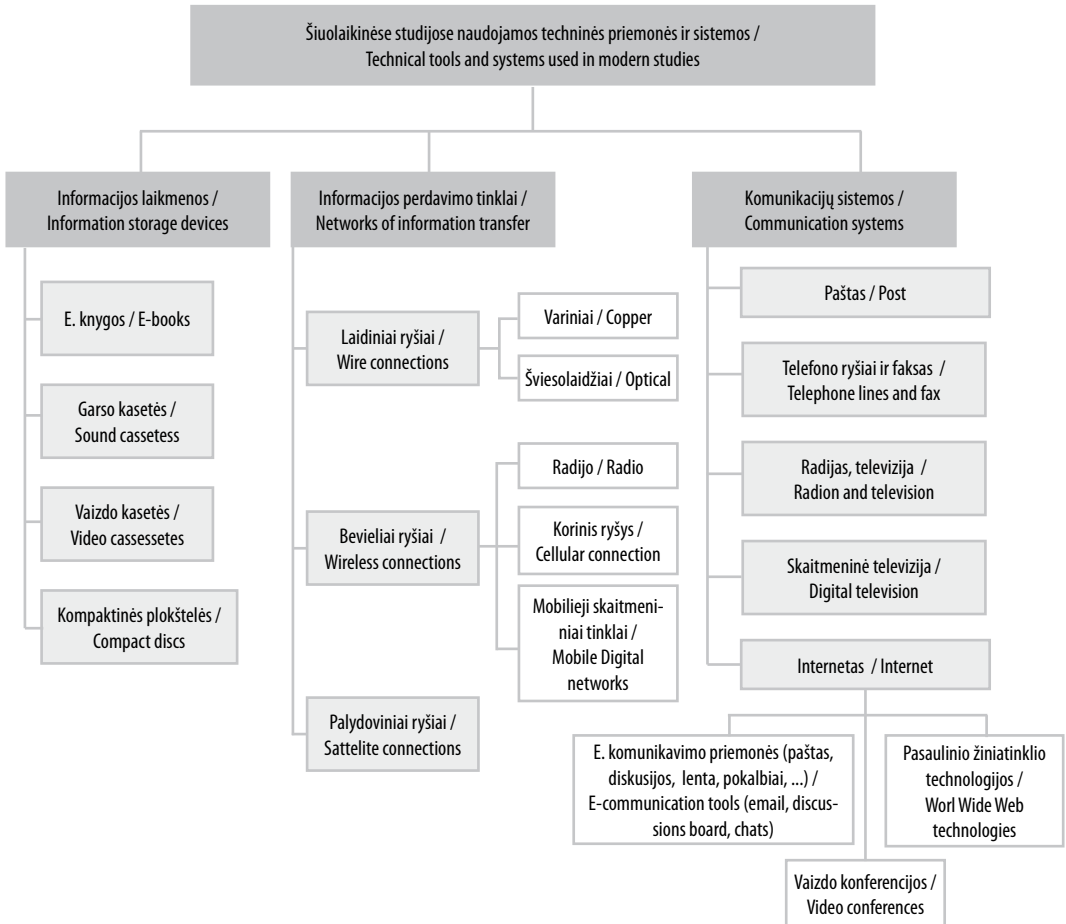 Šiuolaikinėse studijose naudojamos techninės priemonės ir sistemos /
Technical tools and systems used in modern studies
Informacijos laikmenos /
Information storage devices
E. knygos / E-books
Garso kasetės /
Sound cassetess
Vaizdo kasetės /
Video cassessetes
Kompaktinės plokštelės /
Compact discs
Informacijos perdavimo tinklai /
Networks of information transfer
Laidiniai ryšiai /
Wire connections
Variniai / Copper
Šviesolaidžiai / Optical
Bevieliai ryšiai /
Wireless connections
Radijo / Radio
Korinis ryšys /
Cellular connection
Mobilieji skaitmeni-
niai tinklai /
Mobile Digital
networks
Palydoviniai ryšiai /
Sattelite connections
Komunikacijų sistemos /
Communication systems
Paštas / Post
Telefono ryšiai ir faksas /
Telephone lines and fax
Radijas, televizija /
Radion and television
Skaitmeninė televizija /
Digital television
Internetas / Internet
E. komunikavimo priemonės (paštas,
diskusijos, lenta, pokalbiai, ...) /
E-communication tools (email, discus-
sions board, chats)
Vaizdo konferencijos /
Video conferences
Pasaulinio žiniatinklio
technologijos /
Worl Wide Web
technologies